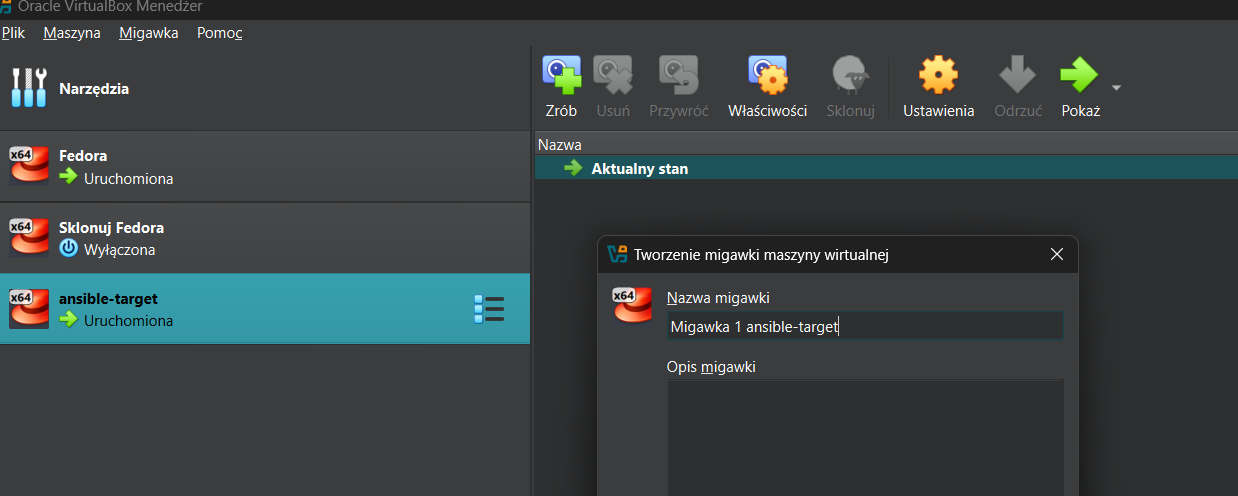 Oracle VirtualBox Menedżer
Plik Maszyna Migawka Pomoc
Narzędzia
x64 Fedora
Uruchomiona
x64 Sklonuj Fedora
Wyłączona
x64 ansible-target
Uruchomiona
Zrób Usuń Przywróć Właściwości Sklonuj Ustawienia Odrzuć Pokaż
Nazwa
Aktualny stan
Tworzenie migawki maszyny wirtualnej
x64 Nazwa migawki
Migawka 1 ansible-target
Opis migawki